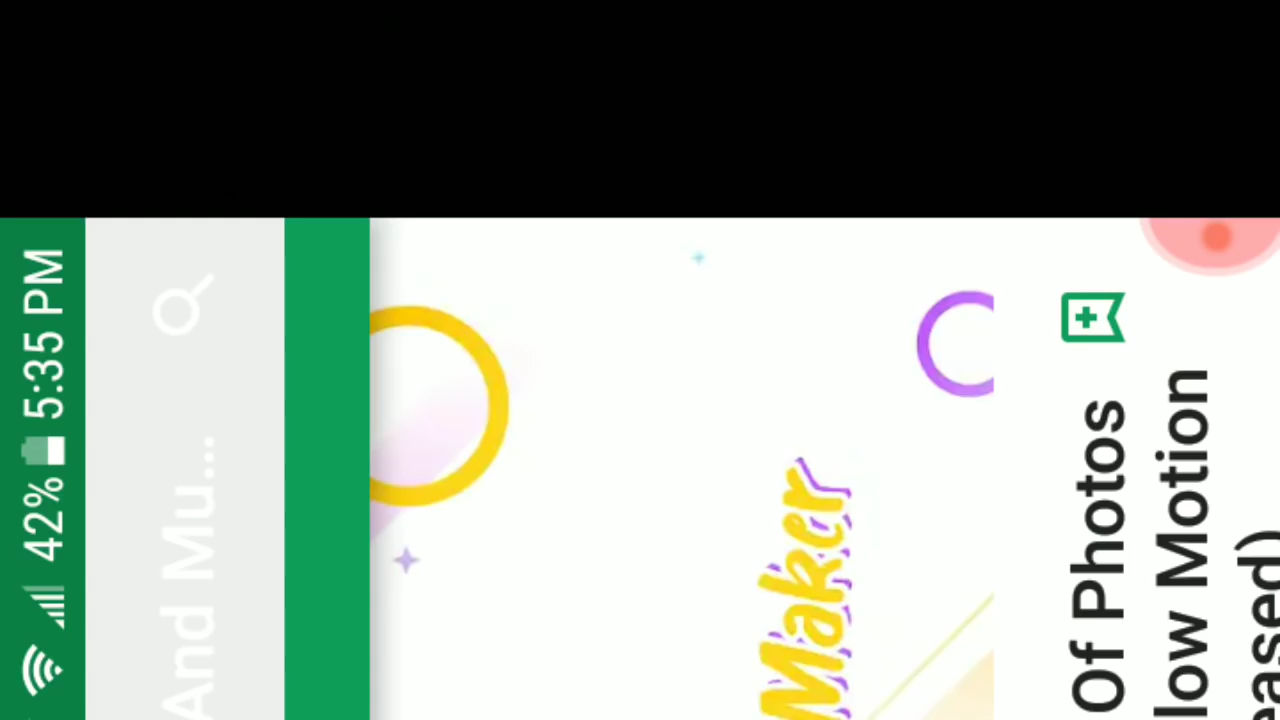 42% 5:35 PM
And Mu...
Maker
Of Photos
low Motion
eased)